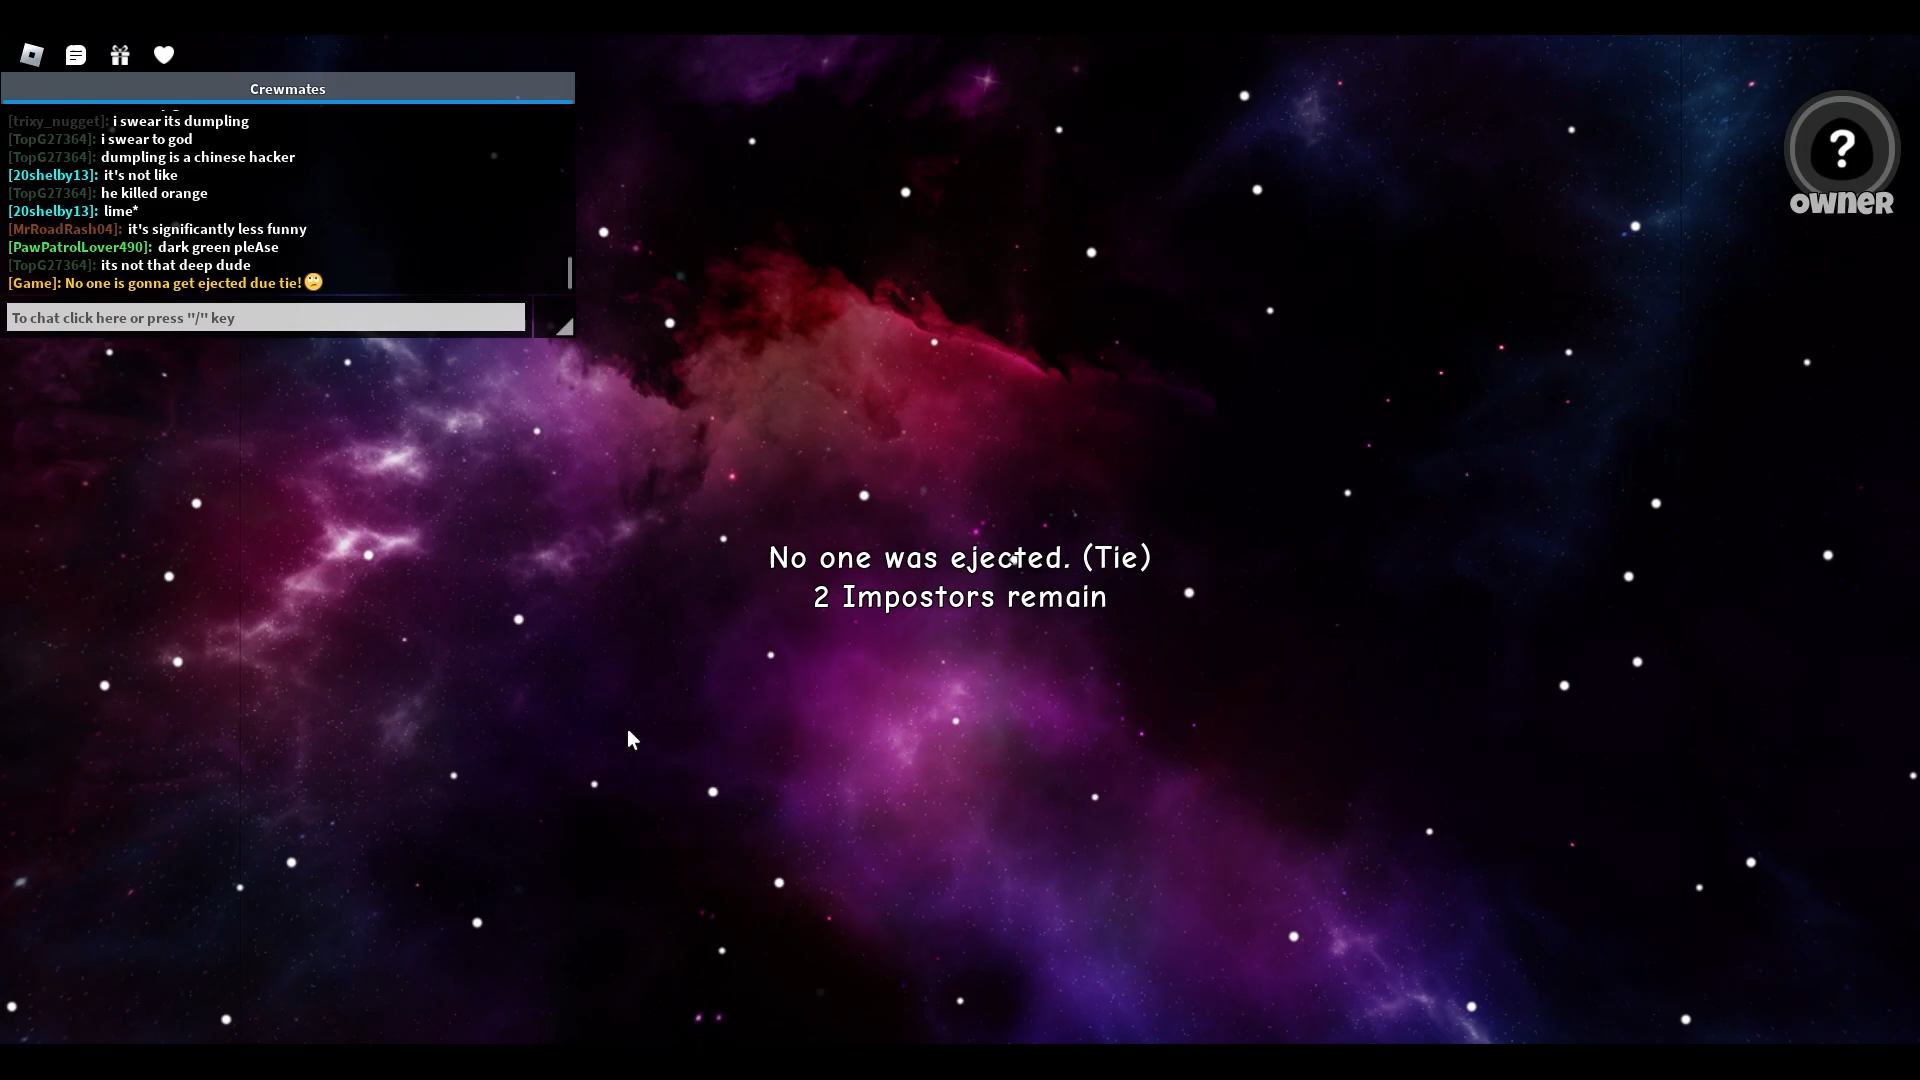 Crewmates
[trixy_nugget]: i swear its dumpling
[TopG27364]: i swear to god
[TopG27364]: dumpling is a chinese hacker
[20shelby13]: it's not like
[TopG27364]: he killed orange
[20shelby13]: lime*
[MrRoadRash04]: it's significantly less funny
[PawPatrolLover490]: dark green pleAse
[TopG27364]: its not that deep dude
[Game]: No one is gonna get ejected due tie!🙄
To chat click here or press "/" key
?
OWNER
No one was ejected. (Tie)
2 Impostors remain